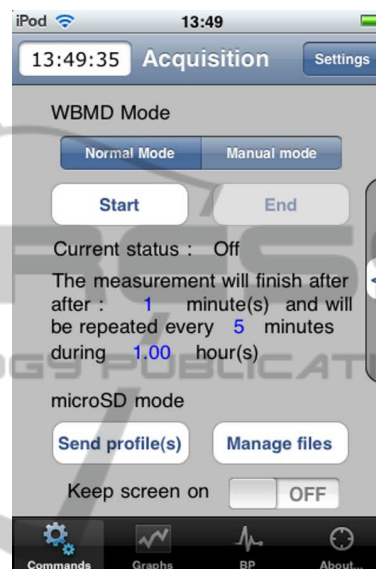 iPod 13:49
13:49:35 Acquisition Settings
WBMD Mode
Normal Mode Manual mode
Start End
Current status : Off
The measurement will finish after
after : 1 minute(s) and will
be repeated every 5 minutes
during 1.00 hour(s)
microSD mode
Send profile(s) Manage files
Keep screen on OFF
Commands Graphs BP About...